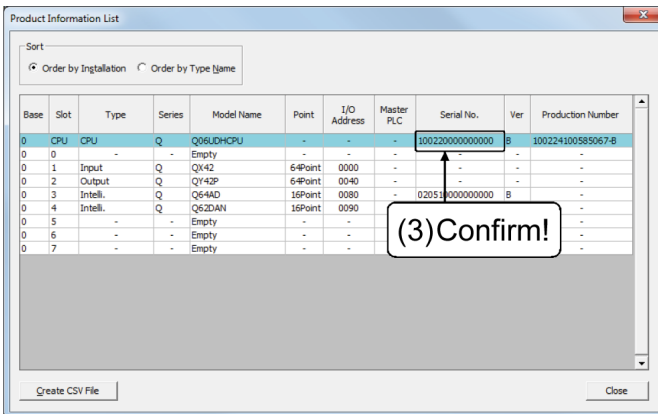 Product Information List
Sort
Order by Installation Order by Type Name
Base Slot Type Series Model Name Point I/O Address Master PLC Serial No. Ver Production Number
0 CPU CPU Q Q06UDHCPU - - - 100220000000000 B 100224100585067-B
0 0 - - Empty - - - - - -
0 1 Input Q QX42 64Point 0000 - - - -
0 2 Output Q QY42P 64Point 0040 - - - -
0 3 Intelli. Q Q64AD 16Point 0080 - 020510000000000 B -
0 4 Intelli. Q Q62DAN 16Point 0090
0 5 - - Empty - -
0 6 - - Empty - -
0 7 - - Empty - -
(3)Confirm!
Create CSV File Close